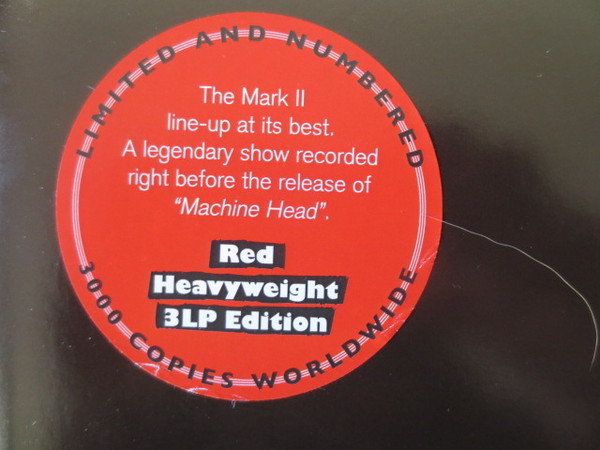 LIMITED AND NUMBERED
The Mark II
line-up at its best.
A legendary show recorded
right before the release of
“Machine Head”.
Red
Heavyweight
3LP Edition
3000 COPIES WORLDWIDE